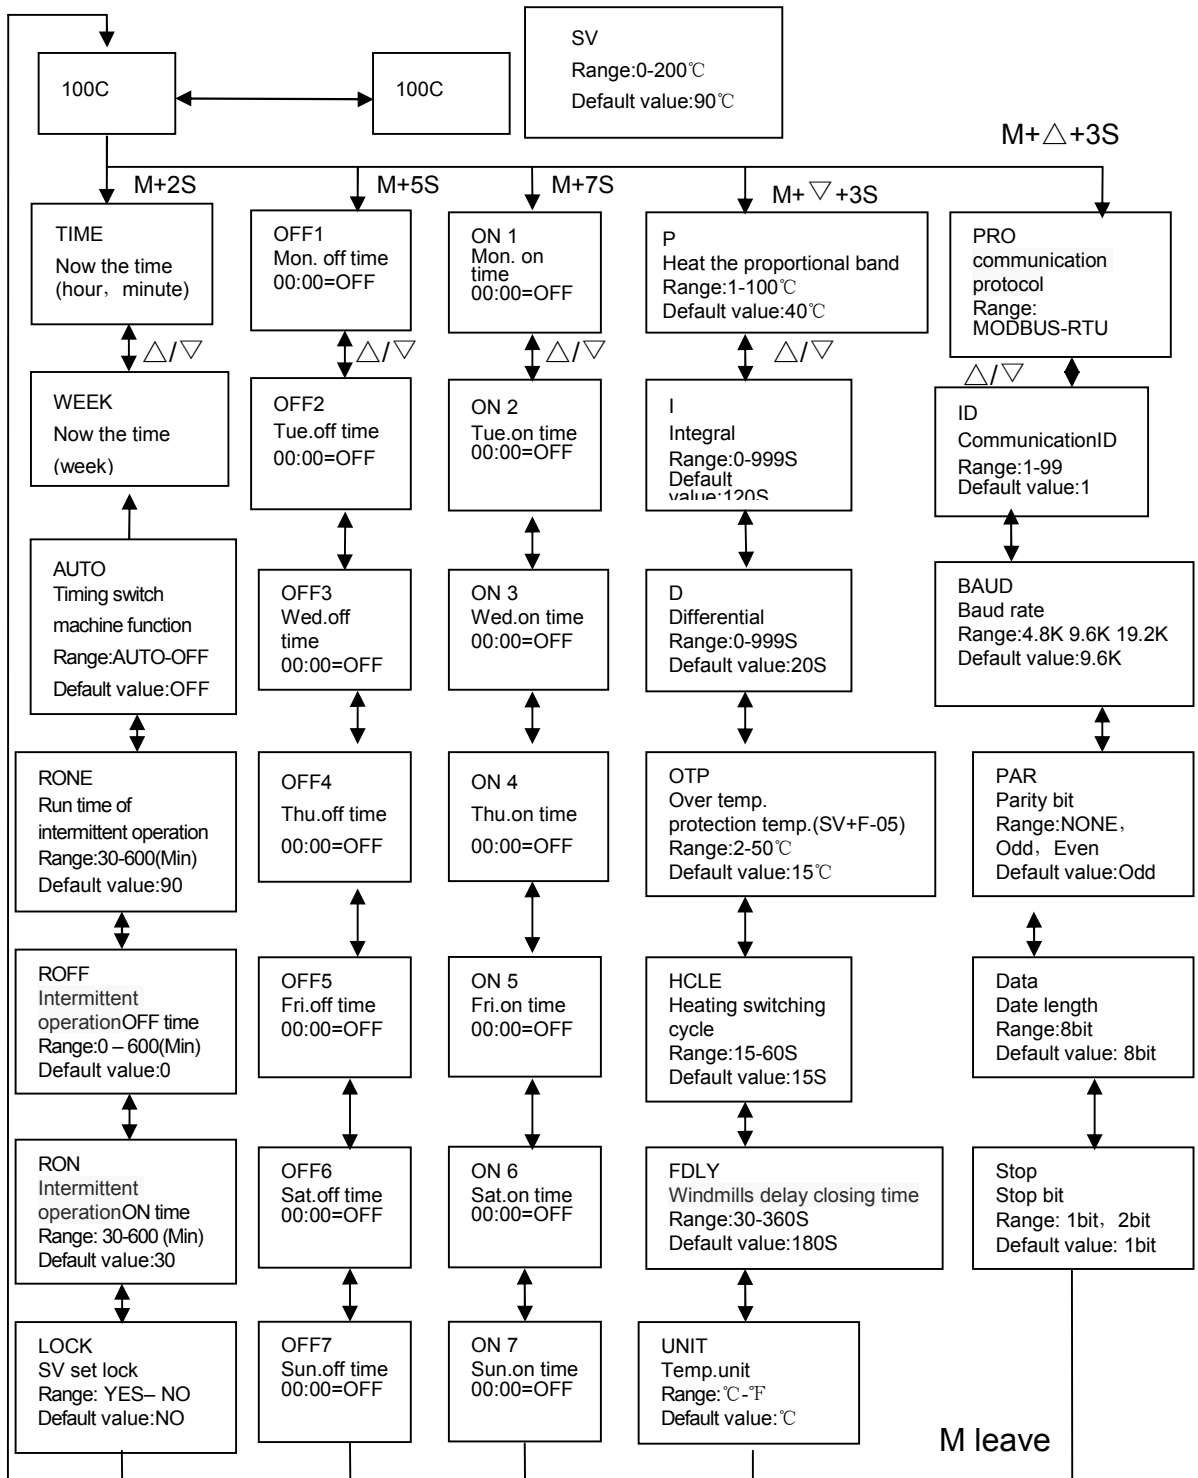 100C
100C
SV
Range:0-200℃
Default value:90℃
M+△+3S
M+2S
M+5S
M+7S
M+▽+3S
TIME
Now the time
(hour，minute)
△/▽
WEEK
Now the time
(week)
AUTO
Timing switch
machine function
Range:AUTO-OFF
Default value:OFF
RONE
Run time of
intermittent operation
Range:30-600(Min)
Default value:90
ROFF
Intermittent
operationOFF time
Range:0 – 600(Min)
Default value:0
RON
Intermittent
operationON time
Range: 30-600 (Min)
Default value:30
LOCK
SV set lock
Range: YES– NO
Default value:NO
OFF1
Mon. off time
00:00=OFF
△/▽
OFF2
Tue.off time
00:00=OFF
OFF3
Wed.off
time
00:00=OFF
OFF4
Thu.off time
00:00=OFF
OFF5
Fri.off time
00:00=OFF
OFF6
Sat.off time
00:00=OFF
OFF7
Sun.off time
00:00=OFF
ON 1
Mon. on
time
00:00=OFF
△/▽
ON 2
Tue.on time
00:00=OFF
ON 3
Wed.on time
00:00=OFF
ON 4
Thu.on time
00:00=OFF
ON 5
Fri.on time
00:00=OFF
ON 6
Sat.on time
00:00=OFF
ON 7
Sun.on time
00:00=OFF
P
Heat the proportional band
Range:1-100℃
Default value:40℃
△/▽
I
Integral
Range:0-999S
Default
value:120S
D
Differential
Range:0-999S
Default value:20S
OTP
Over temp.
protection temp.(SV+F-05)
Range:2-50℃
Default value:15℃
HCLE
Heating switching
cycle
Range:15-60S
Default value:15S
FDLY
Windmills delay closing time
Range:30-360S
Default value:180S
UNIT
Temp.unit
Range:℃-℉
Default value:℃
PRO
communication
protocol
Range:
MODBUS-RTU
△/▽
ID
CommunicationID
Range:1-99
Default value:1
BAUD
Baud rate
Range:4.8K 9.6K 19.2K
Default value:9.6K
PAR
Parity bit
Range:NONE，
Odd，Even
Default value:Odd
Data
Date length
Range:8bit
Default value: 8bit
Stop
Stop bit
Range: 1bit，2bit
Default value: 1bit
M leave